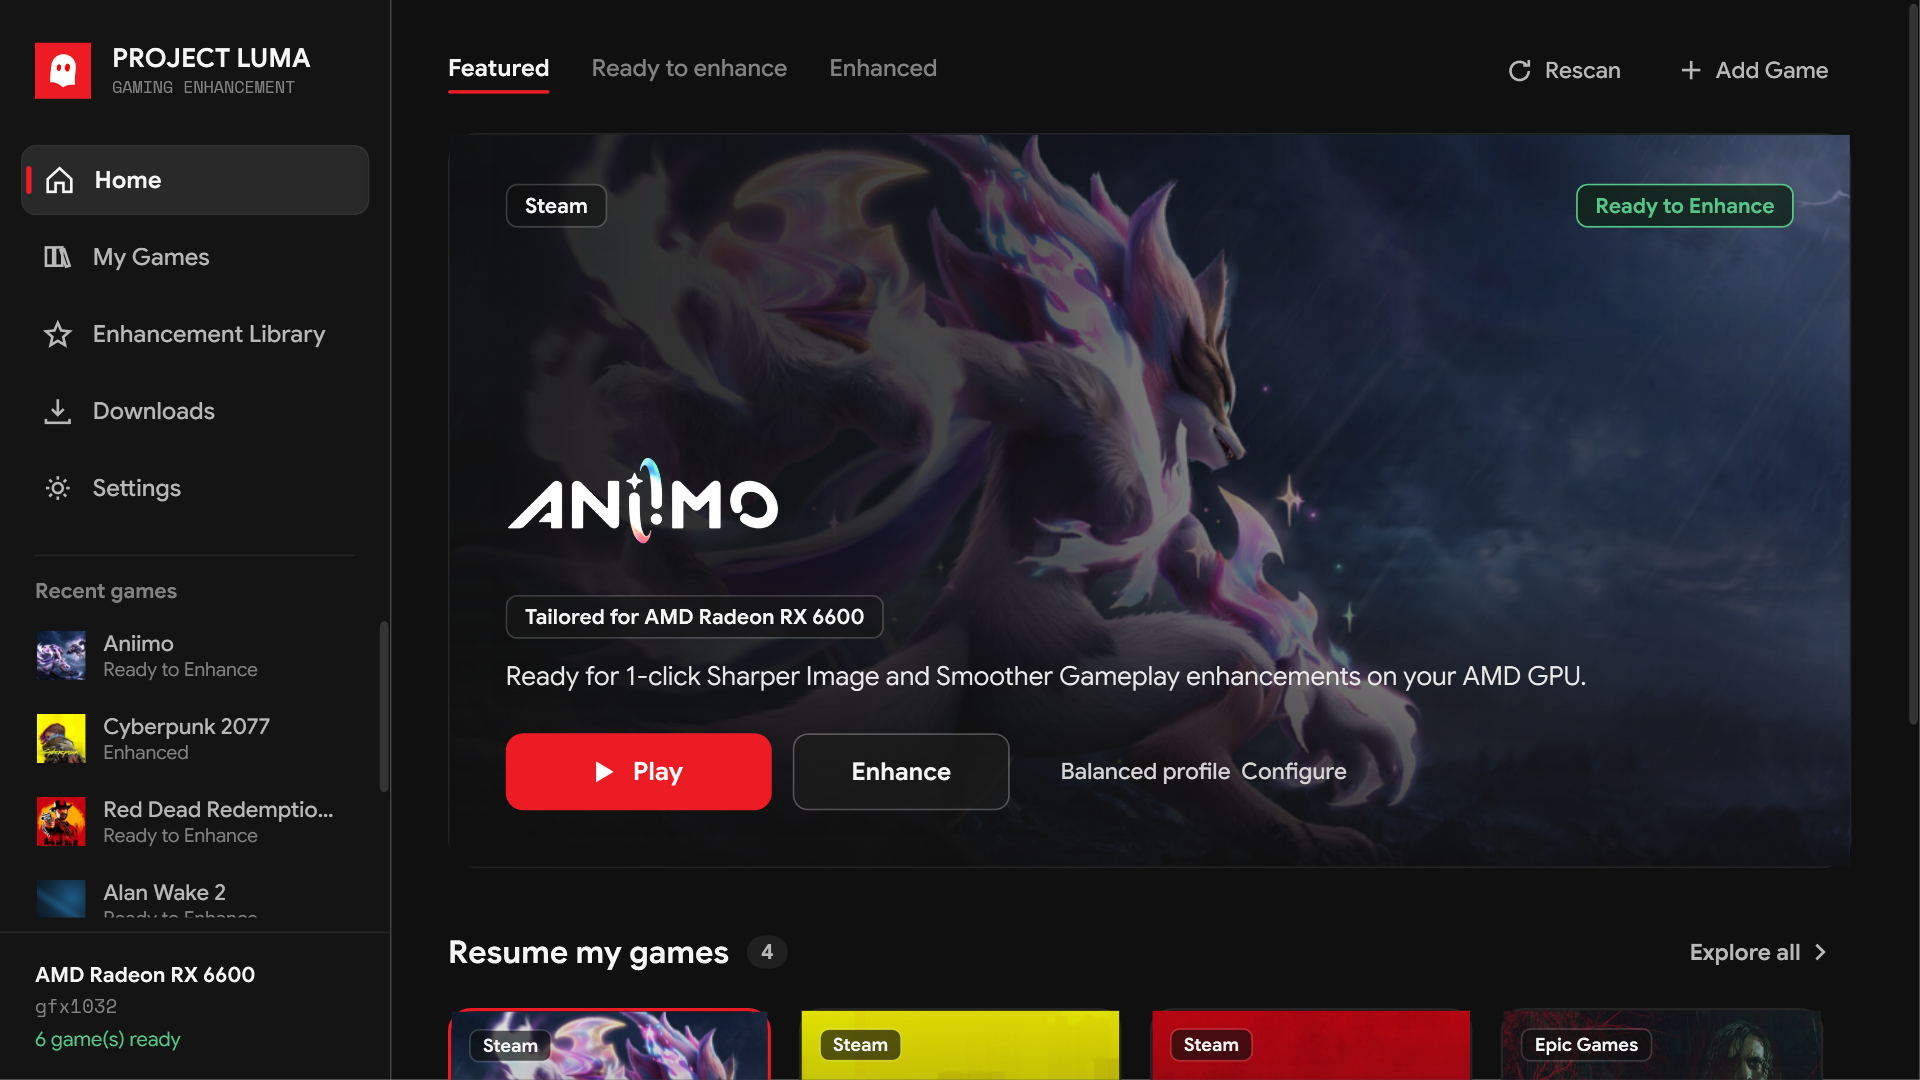 PROJECT LUMA
GAMING ENHANCEMENT
Home
My Games
Enhancement Library
Downloads
Settings
Recent games
Aniimo
Ready to Enhance
Cyberpunk 2077
Enhanced
Red Dead Redemptio...
Ready to Enhance
Alan Wake 2
Ready to Enhance
AMD Radeon RX 6600
gfx1032
6 game(s) ready
Featured
Ready to enhance
Enhanced
Rescan
Add Game
Steam
Ready to Enhance
ANiiMO
Tailored for AMD Radeon RX 6600
Ready for 1-click Sharper Image and Smoother Gameplay enhancements on your AMD GPU.
Play
Enhance
Balanced profile Configure
Resume my games 4
Explore all
Steam
Steam
Steam
Epic Games